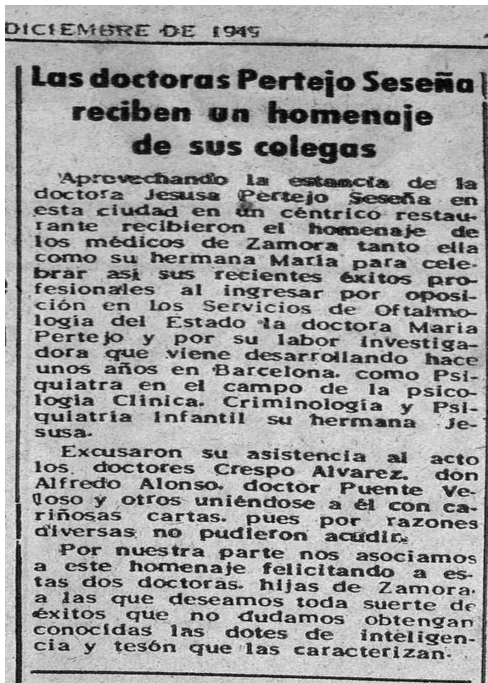 DICIEMBRE DE 1949
Las doctoras Pertejo Seseña
reciben un homenaje
de sus colegas
Aprovechando la estancia de la
doctora Jesusa Pertejo Seseña en
esta ciudad en un céntrico restau-
rante recibieron el homenaje de
los médicos de Zamora tanto ella
como su hermana María para cele-
brar así sus recientes éxitos pro-
fesionales al ingresar por oposi-
ción en los Servicios de Oftalmo-
logía del Estado la doctora María
Pertejo y por su labor investiga-
dora que viene desarrollando hace
unos años en Barcelona. como Psi-
quiatra en el campo de la psico-
logía Clínica. Criminología y Psi-
quiatría Infantil su hermana Je-
susa.
Excusaron su asistencia al acto
los. doctores Crespo Alvarez. don
Alfredo Alonso. doctor Puente Ve-
loso y otros uniéndose a él con ca-
riñosas cartas. pues por razones
diversas no pudieron acudir.
Por nuestra parte nos asociamos
a este homenaje felicitando a es-
tas dos doctoras. hijas de Zamora.
a las que deseamos toda suerte de
éxitos que no dudamos obtengan
conocidas las dotes de inteligen-
cia y tesón que las caracterizan.